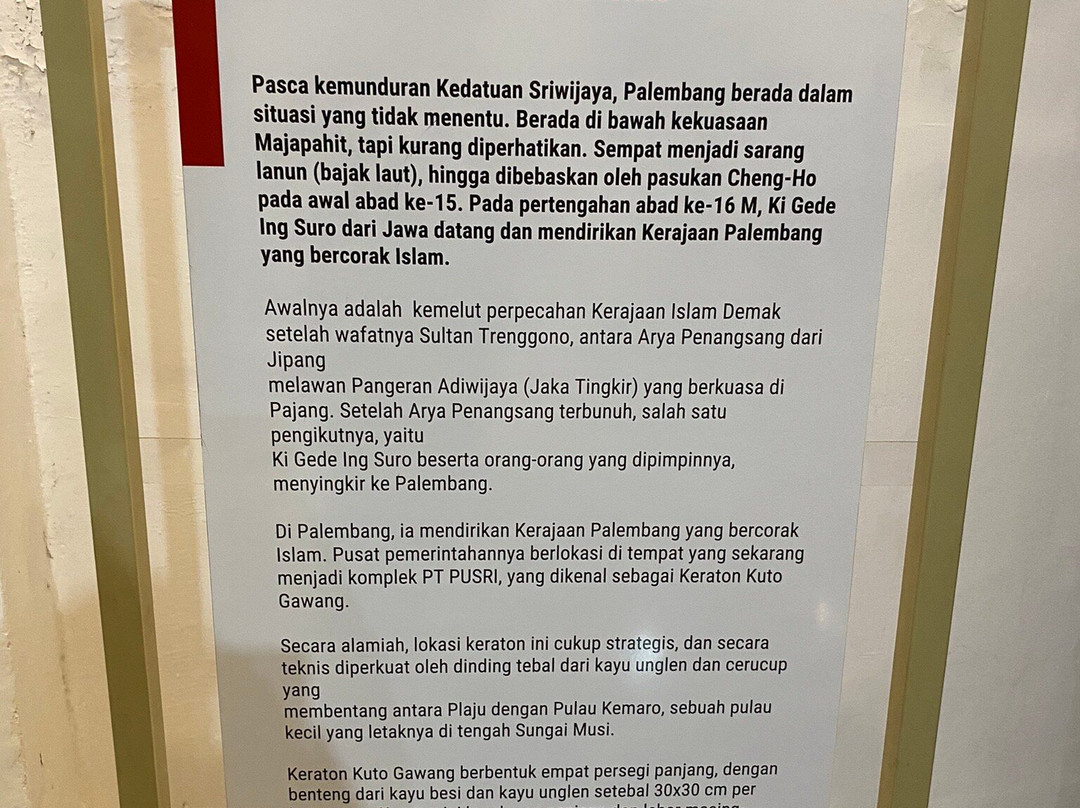 Pasca kemunduran Kedatuan Sriwijaya, Palembang berada dalam
situasi yang tidak menentu. Berada di bawah kekuasaan
Majapahit, tapi kurang diperhatikan. Sempat menjadi sarang
lanun (bajak laut), hingga dibebaskan oleh pasukan Cheng-Ho
pada awal abad ke-15. Pada pertengahan abad ke-16 M, Ki Gede
Ing Suro dari Jawa datang dan mendirikan Kerajaan Palembang
yang bercorak Islam.
Awalnya adalah kemelut perpecahan Kerajaan Islam Demak
setelah wafatnya Sultan Trenggono, antara Arya Penangsang dari
Jipang
melawan Pangeran Adiwijaya (Jaka Tingkir) yang berkuasa di
Pajang. Setelah Arya Penangsang terbunuh, salah satu
pengikutnya, yaitu
Ki Gede Ing Suro beserta orang-orang yang dipimpinnya,
menyingkir ke Palembang.
Di Palembang, ia mendirikan Kerajaan Palembang yang bercorak
Islam. Pusat pemerintahannya berlokasi di tempat yang sekarang
menjadi komplek PT PUSRI, yang dikenal sebagai Keraton Kuto
Gawang.
Secara alamiah, lokasi keraton ini cukup strategis, dan secara
teknis diperkuat oleh dinding tebal dari kayu unglen dan cerucup
yang
membentang antara Plaju dengan Pulau Kemaro, sebuah pulau
kecil yang letaknya di tengah Sungai Musi.
Keraton Kuto Gawang berbentuk empat persegi panjang, dengan
benteng dari kayu besi dan kayu unglen setebal 30x30 cm per